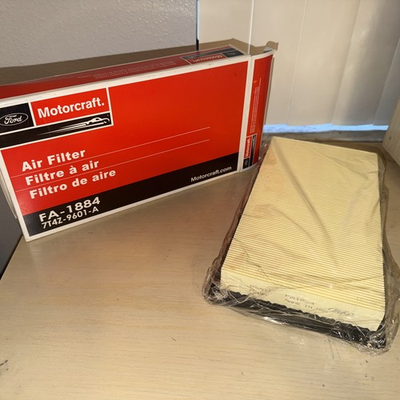 Ford
Motorcraft.
Air Filter
Filtre à air
Filtro de aire
Motorcraft.com
FA-1884
7T4Z-9601-A